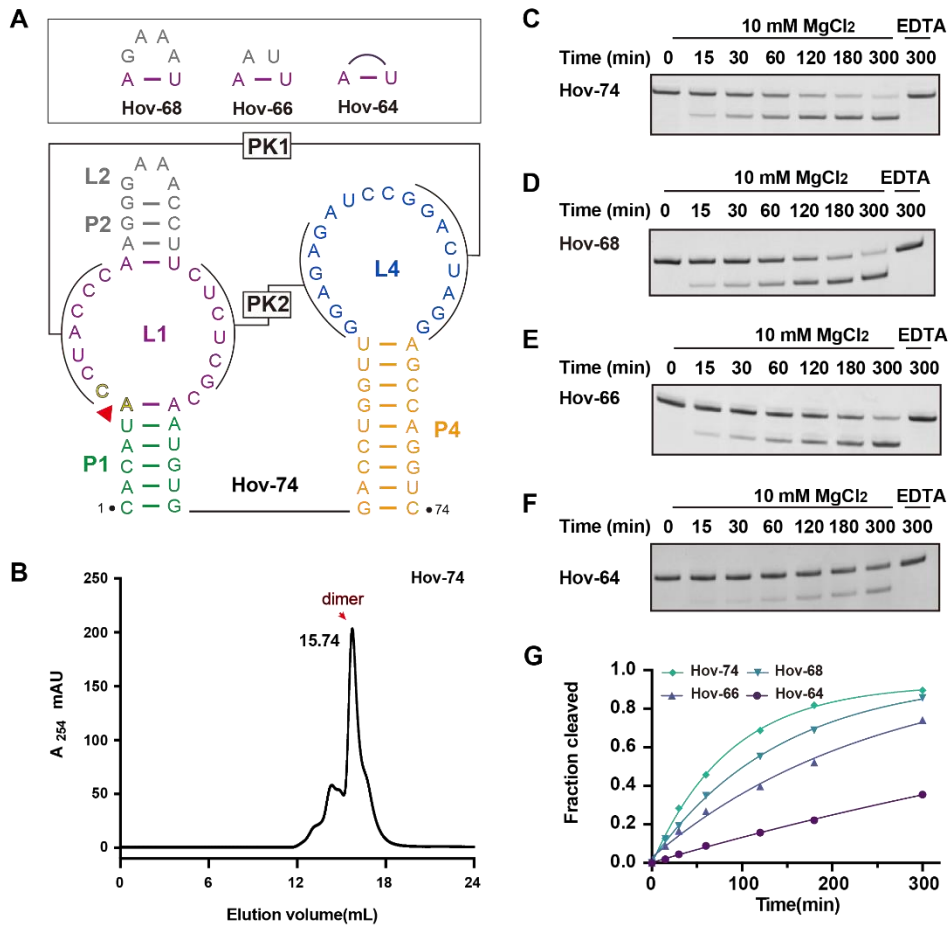 A
G A A A
A U
Hov-68
A U
A U
Hov-66
A U
Hov-64
PK1
L2
P2
A A
G A
G C
G C
A U
A U
C C C A U C C A
C U C U C G C A
L1
PK2
G G A G A G A U C C G G A C U A G G
L4
P1
U A
A U
C G
A U
C G
1
Hov-74
P4
U A
U G
G C
G C
U A
C G
C G
A U
G C
74
B
Hov-74
dimer
15.74
A 254 mAU
250
200
150
100
50
0
0 6 12 18 24
Elution volume(mL)
C
10 mM MgCl2 EDTA
Time (min) 0 15 30 60 120 180 300 300
Hov-74
D
10 mM MgCl2 EDTA
Time (min) 0 15 30 60 120 180 300 300
Hov-68
E
10 mM MgCl2 EDTA
Time (min) 0 15 30 60 120 180 300 300
Hov-66
F
10 mM MgCl2 EDTA
Time (min) 0 15 30 60 120 180 300 300
Hov-64
G
Hov-74 Hov-68
Hov-66 Hov-64
Fraction cleaved
1.0
0.8
0.6
0.4
0.2
0.0
0 100 200 300
Time(min)